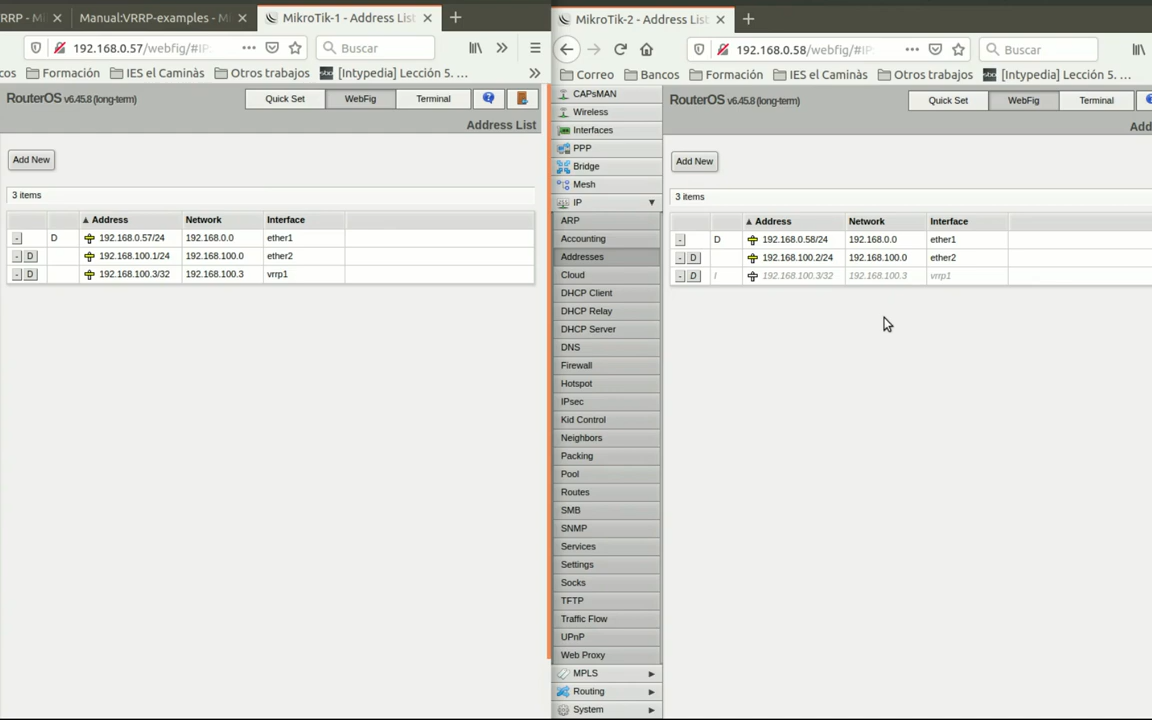 RRP - Mi
Manual:VRRP-examples - M
MikroTik-1 - Address List
192.168.0.57/webfig/#IP:
Buscar
Formación
IES el Caminàs
Otros trabajos
[Intypedia] Lección 5. ...
RouterOS v6.45.8 (long-term)
Quick Set
WebFig
Terminal
Address List
Add New
3 items
Address
Network
Interface
-
D
192.168.0.57/24
192.168.0.0
ether1
-
D
192.168.100.1/24
192.168.100.0
ether2
-
D
192.168.100.3/32
192.168.100.3
vrrp1
MikroTik-2 - Address List
192.168.0.58/webfig/#IP:
Buscar
Correo
Bancos
Formación
IES el Caminàs
Otros trabajos
[Intypedia] Lección 5. ...
CAPsMAN
Wireless
Interfaces
PPP
Bridge
Mesh
IP
ARP
Accounting
Addresses
Cloud
DHCP Client
DHCP Relay
DHCP Server
DNS
Firewall
Hotspot
IPsec
Kid Control
Neighbors
Packing
Pool
Routes
SMB
SNMP
Services
Settings
Socks
TFTP
Traffic Flow
UPnP
Web Proxy
MPLS
Routing
System
RouterOS v6.45.8 (long-term)
Quick Set
WebFig
Terminal
Add
Add New
3 items
Address
Network
Interface
-
D
192.168.0.58/24
192.168.0.0
ether1
-
D
192.168.100.2/24
192.168.100.0
ether2
-
D
I
192.168.100.3/32
192.168.100.3
vrrp1